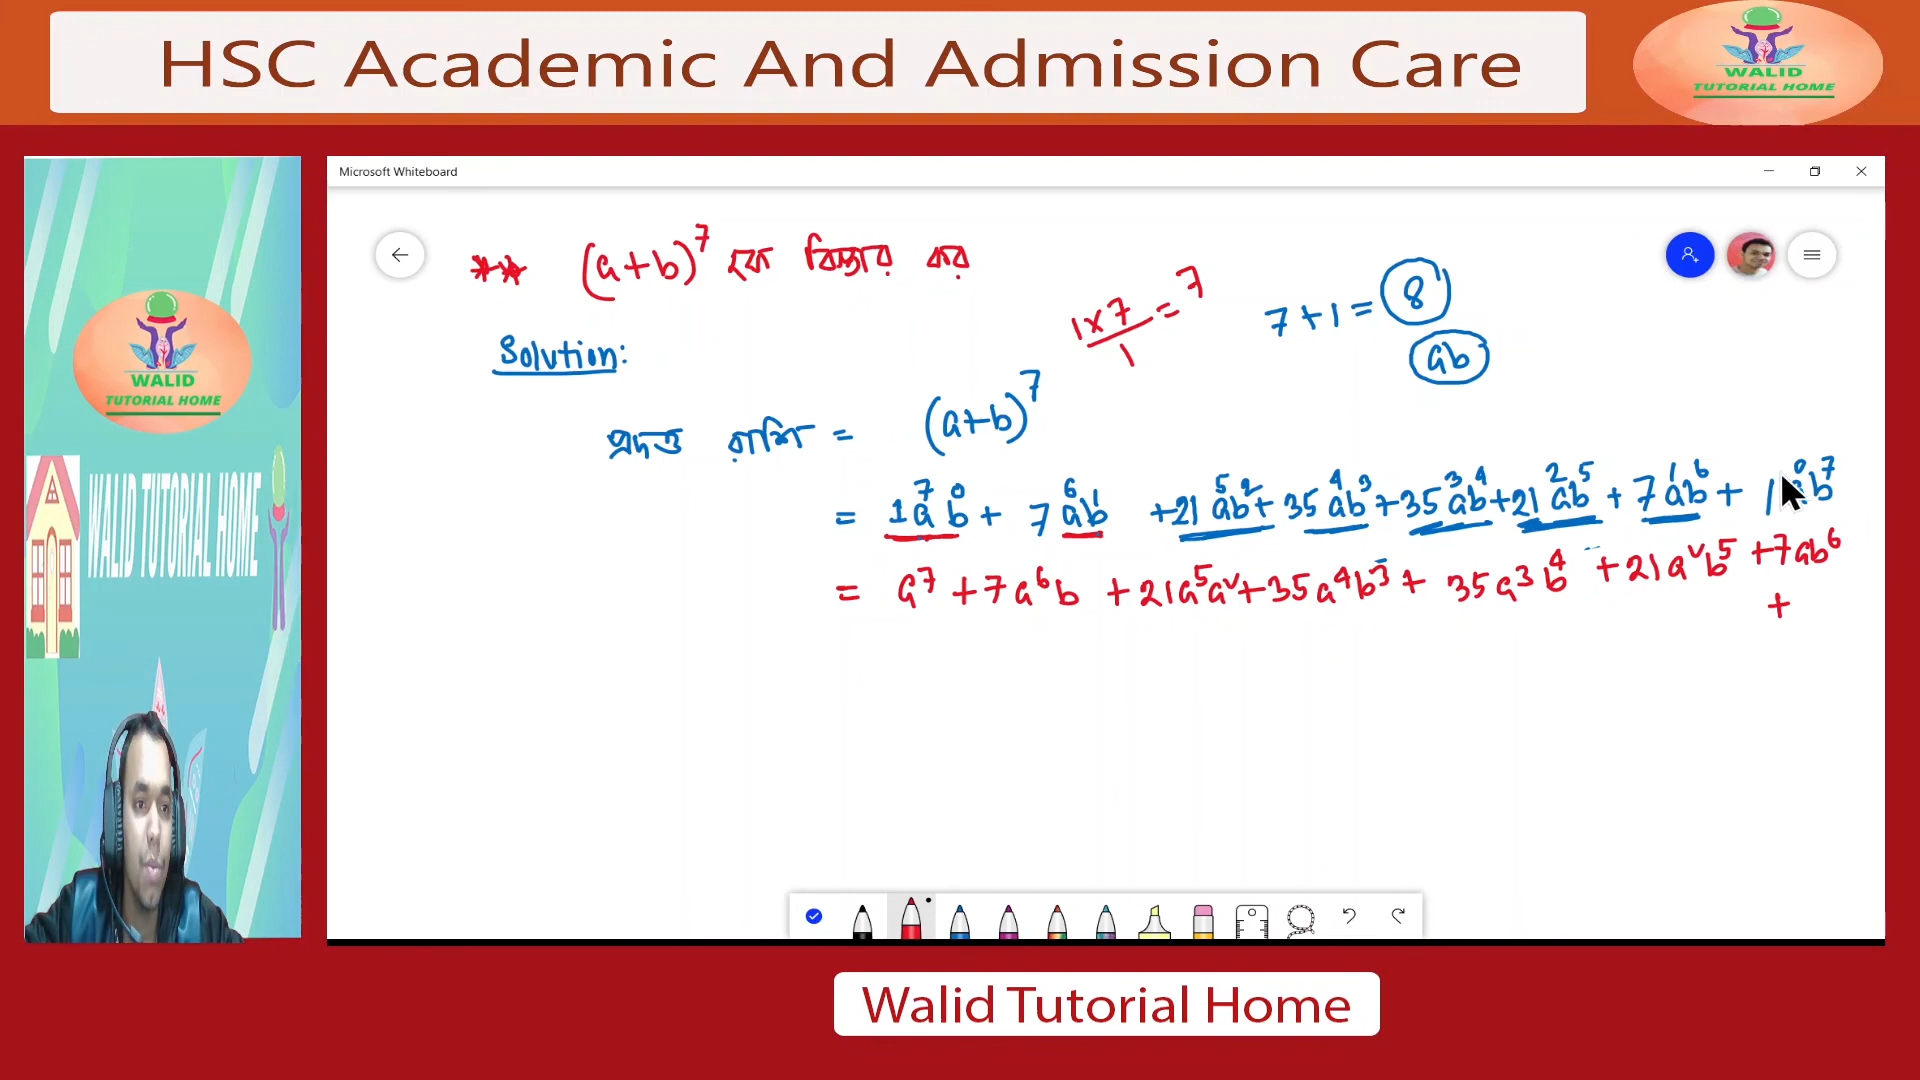 HSC Academic And Admission Care
WALID
TUTORIAL HOME
Microsoft Whiteboard
** (a+b)⁷ কে বিস্তার কর
1×7/1 = 7
7+1 = 8
ab
Solution:
প্রদত্ত রাশি = (a+b)⁷
= 1a⁷b⁰ + 7a⁶b¹ + 21a⁵b² + 35a⁴b³ + 35a³b⁴ + 21a²b⁵ + 7a¹b⁶ + 1a⁰b⁷
= a⁷ + 7a⁶b + 21a⁵a² + 35a⁴b³ + 35a³b⁴ + 21a²b⁵ + 7ab⁶
+
WALID
TUTORIAL HOME
WALID TUTORIAL HOME
Walid Tutorial Home